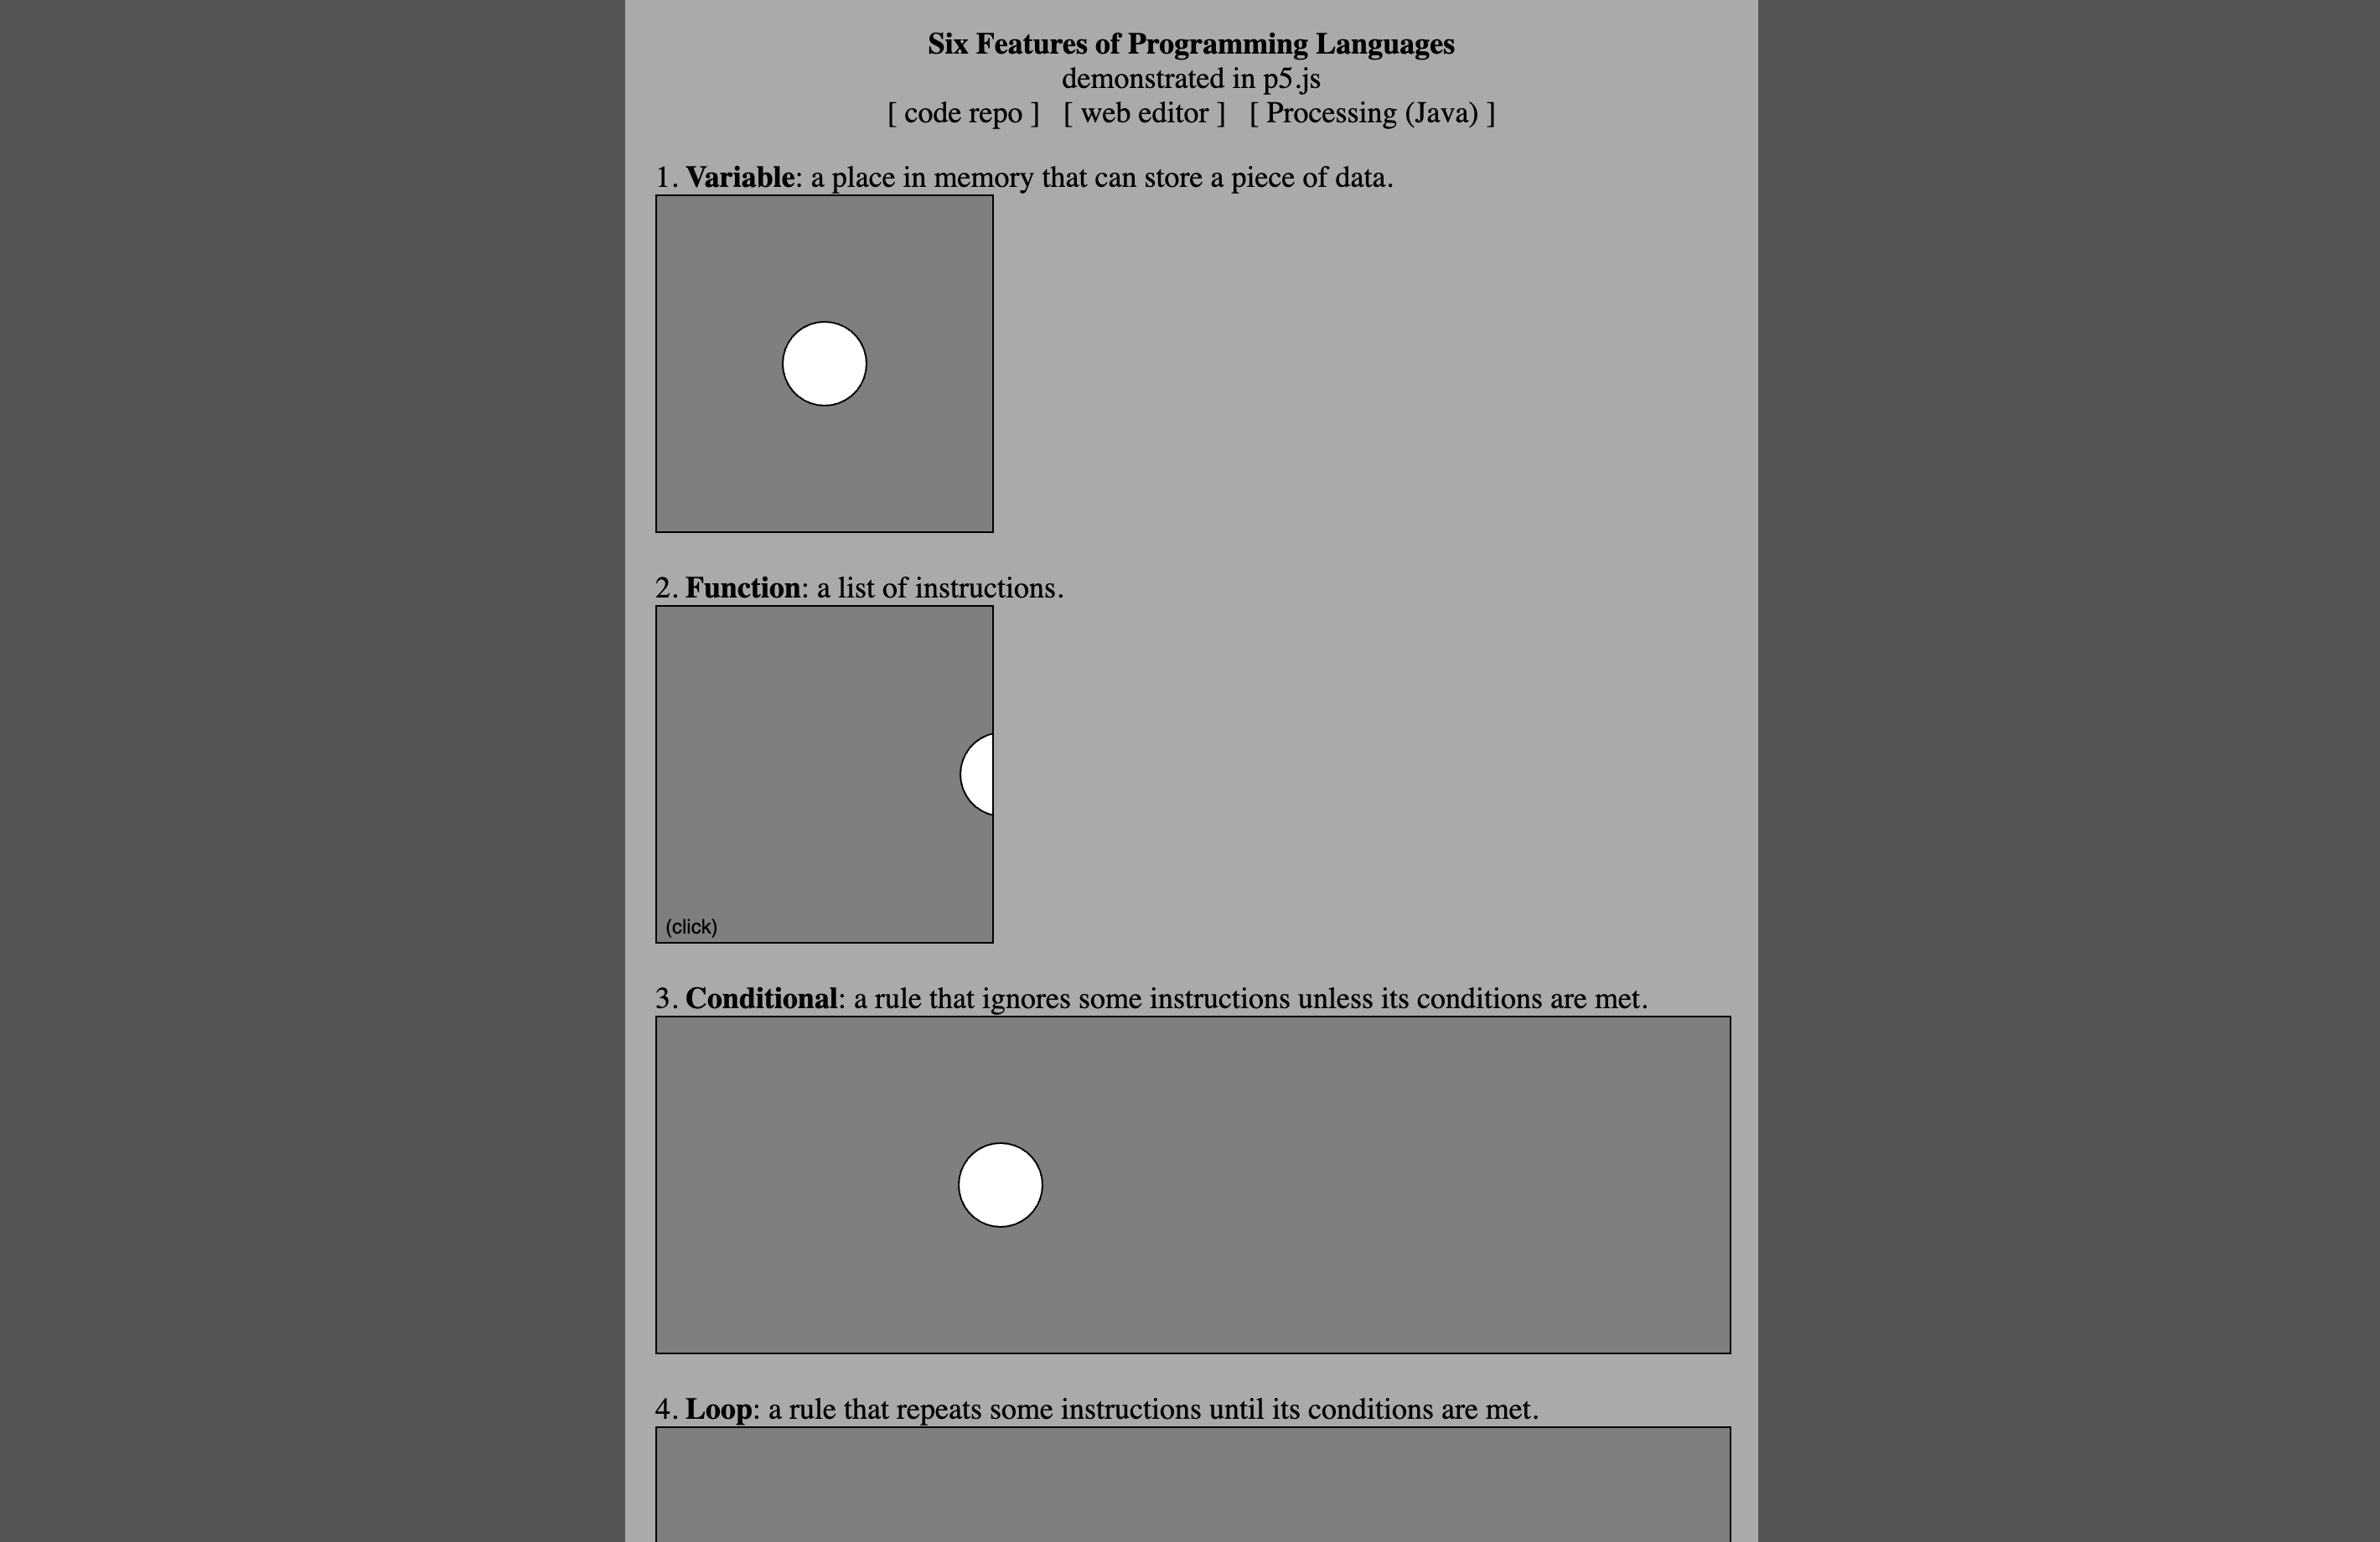 Six Features of Programming Languages
demonstrated in p5.js
[ code repo ] [ web editor ] [ Processing (Java) ]
1. Variable: a place in memory that can store a piece of data.
2. Function: a list of instructions.
(click)
3. Conditional: a rule that ignores some instructions unless its conditions are met.
4. Loop: a rule that repeats some instructions until its conditions are met.